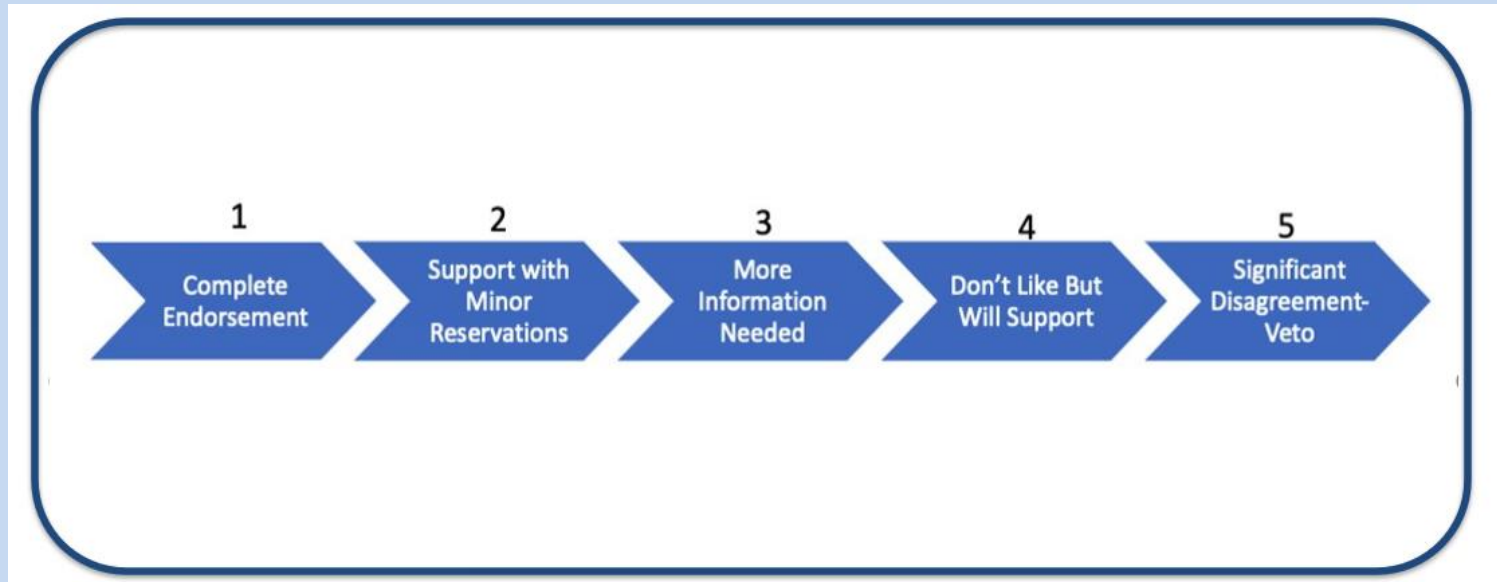 1
Complete
Endorsement
2
Support with
Minor
Reservations
3
More
Information
Needed
4
Don't Like But
Will Support
5
Significant
Disagreement-
Veto